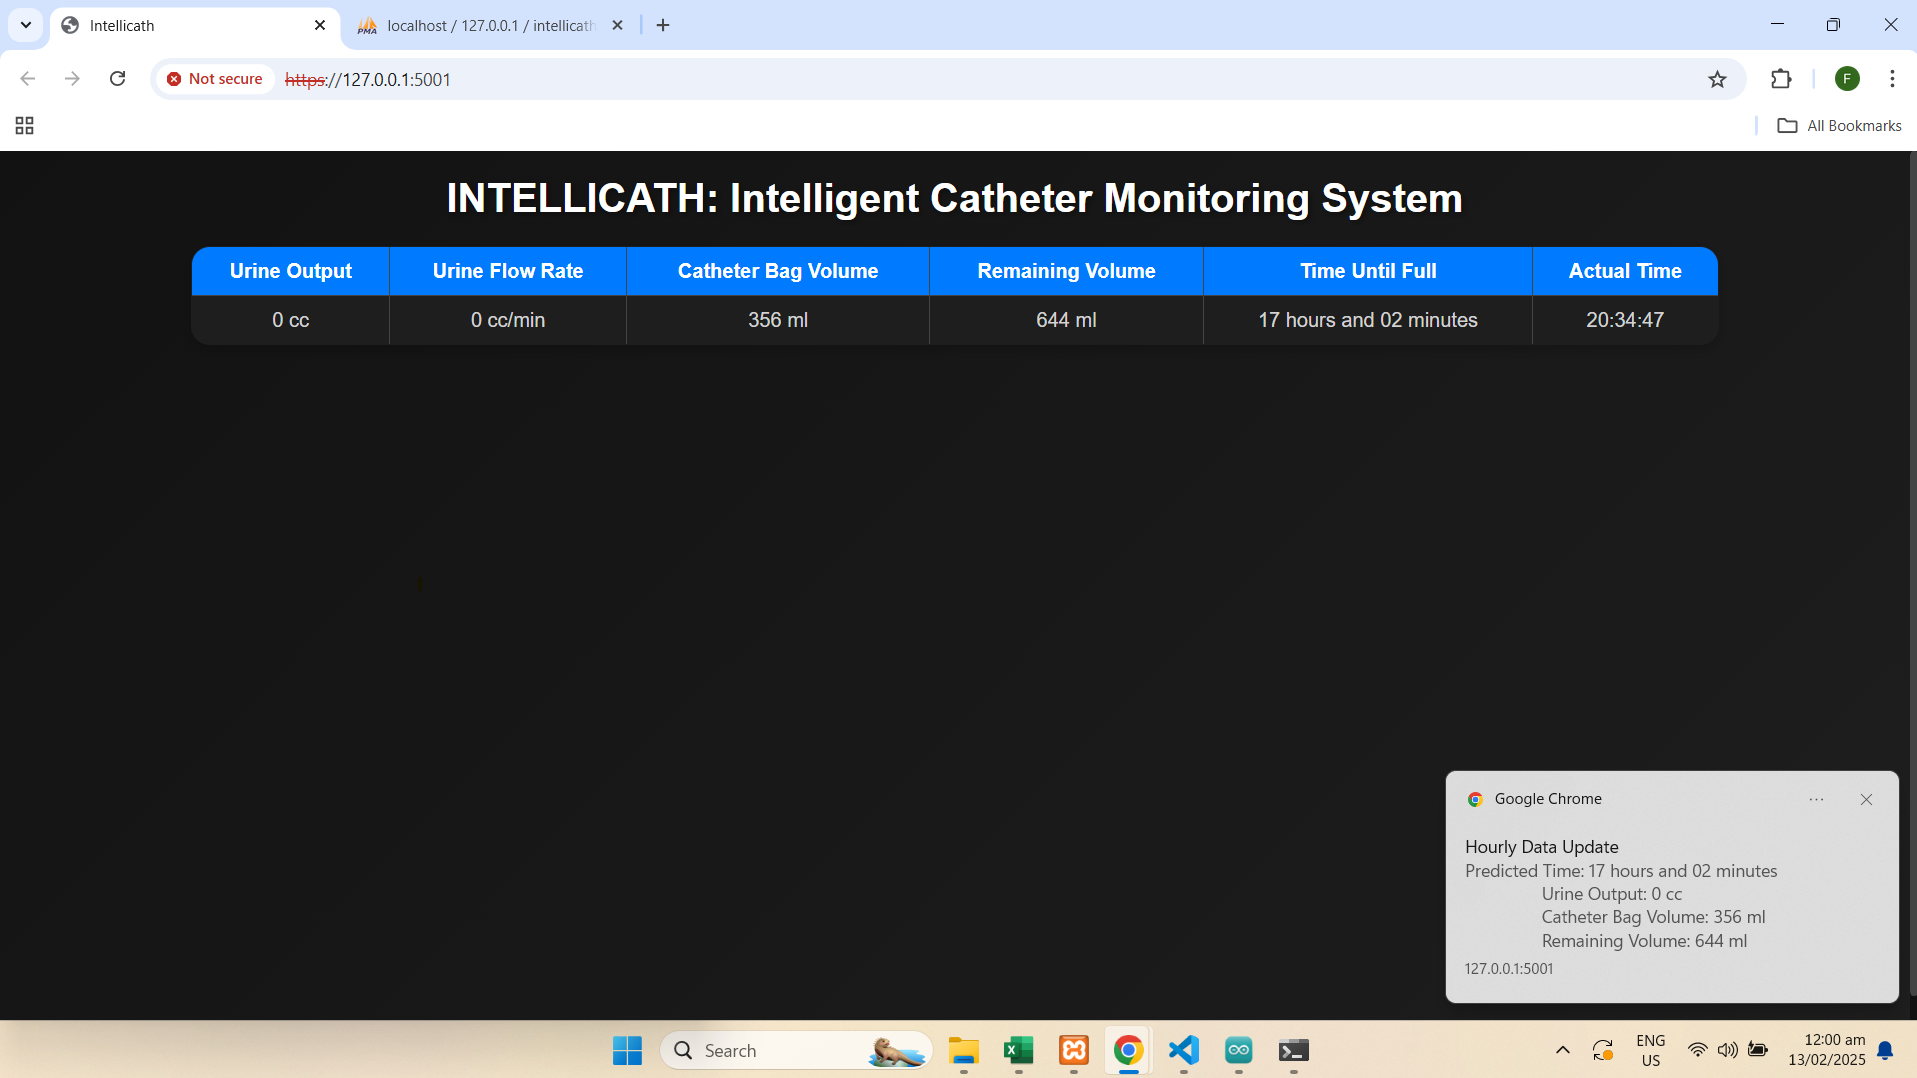 Intellicath
localhost / 127.0.0.1 / intellicath
Not secure
https://127.0.0.1:5001
F
All Bookmarks
INTELLICATH: Intelligent Catheter Monitoring System
Urine Output Urine Flow Rate Catheter Bag Volume Remaining Volume Time Until Full Actual Time
0 cc 0 cc/min 356 ml 644 ml 17 hours and 02 minutes 20:34:47
Google Chrome
Hourly Data Update
Predicted Time: 17 hours and 02 minutes
Urine Output: 0 cc
Catheter Bag Volume: 356 ml
Remaining Volume: 644 ml
127.0.0.1:5001
Search
ENG
US
12:00 am
13/02/2025